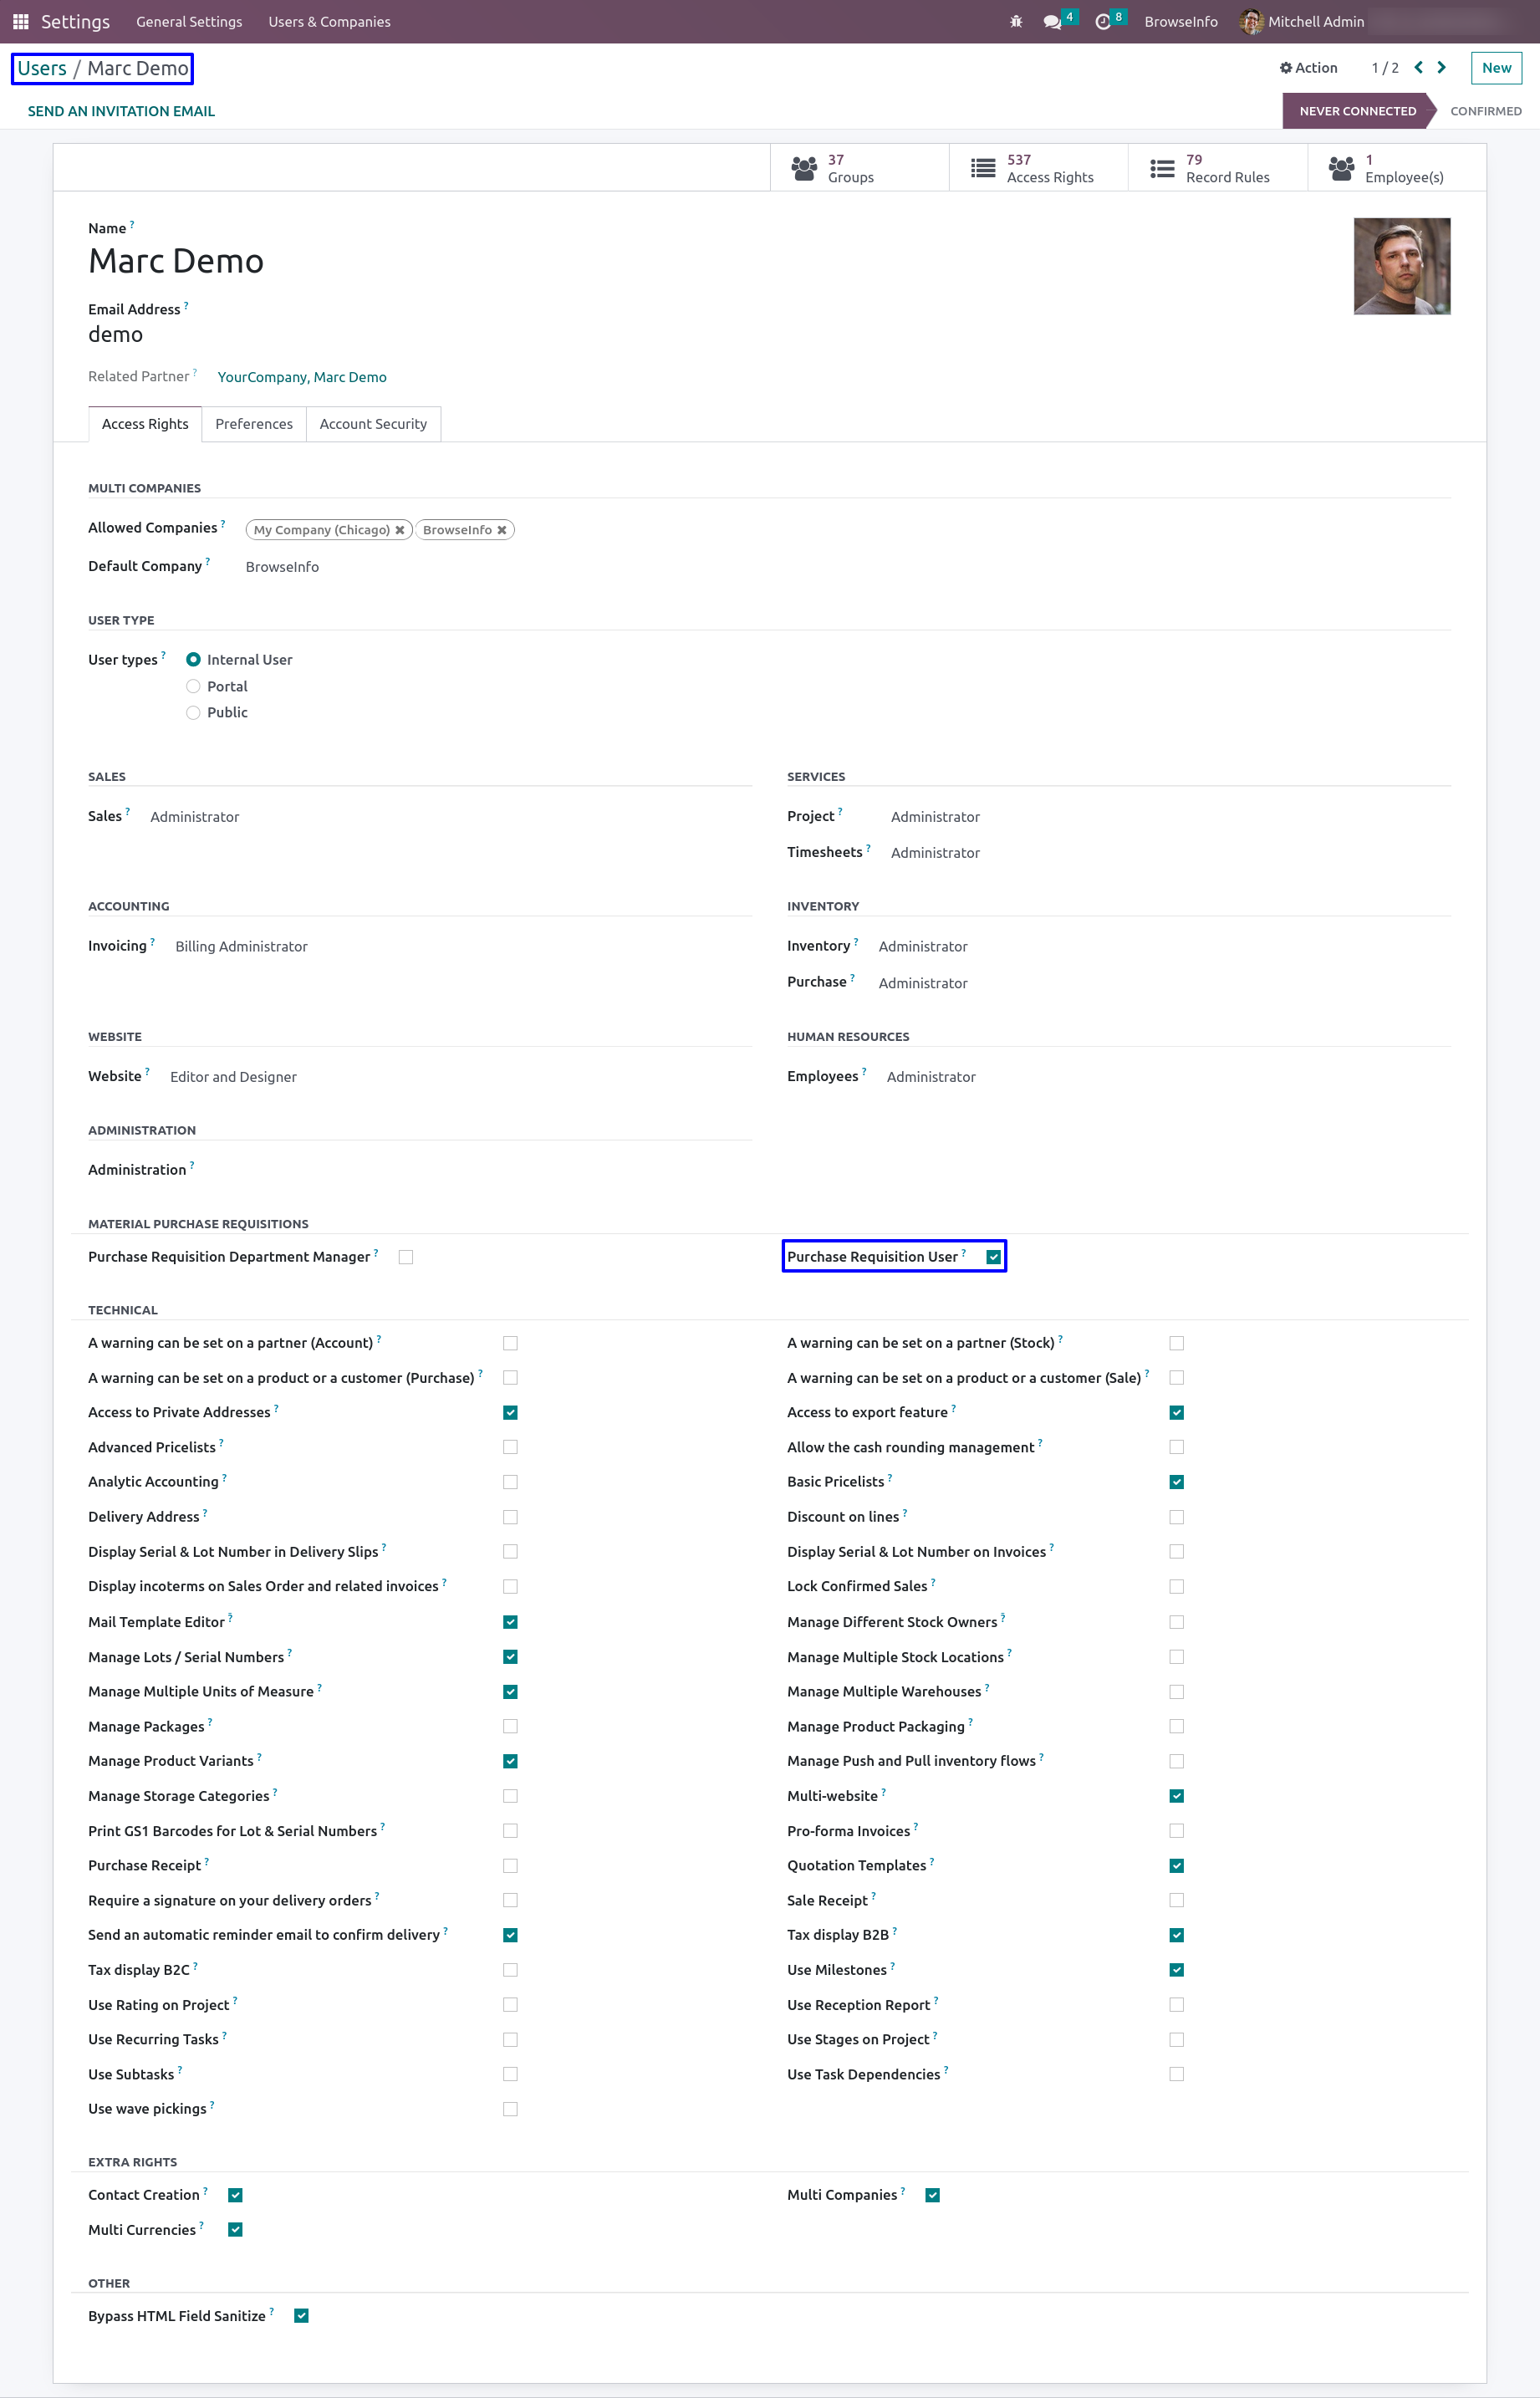 Settings General Settings Users & Companies 4 8 BrowseInfo Mitchell Admin
Users / Marc Demo Action 1 / 2 New
SEND AN INVITATION EMAIL NEVER CONNECTED CONFIRMED
37 Groups 537 Access Rights 79 Record Rules 1 Employee(s)
Name ?
Marc Demo
Email Address ?
demo
Related Partner ? YourCompany, Marc Demo
Access Rights Preferences Account Security
MULTI COMPANIES
Allowed Companies ? My Company (Chicago) ✖ BrowseInfo ✖
Default Company ? BrowseInfo
USER TYPE
User types ? Internal User
Portal
Public
SALES SERVICES
Sales ? Administrator Project ? Administrator
Timesheets ? Administrator
ACCOUNTING INVENTORY
Invoicing ? Billing Administrator Inventory ? Administrator
Purchase ? Administrator
WEBSITE HUMAN RESOURCES
Website ? Editor and Designer Employees ? Administrator
ADMINISTRATION
Administration ?
MATERIAL PURCHASE REQUISITIONS
Purchase Requisition Department Manager ? Purchase Requisition User ?
TECHNICAL
A warning can be set on a partner (Account) ? A warning can be set on a partner (Stock) ?
A warning can be set on a product or a customer (Purchase) ? A warning can be set on a product or a customer (Sale) ?
Access to Private Addresses ? Access to export feature ?
Advanced Pricelists ? Allow the cash rounding management ?
Analytic Accounting ? Basic Pricelists ?
Delivery Address ? Discount on lines ?
Display Serial & Lot Number in Delivery Slips ? Display Serial & Lot Number on Invoices ?
Display incoterms on Sales Order and related invoices ? Lock Confirmed Sales ?
Mail Template Editor ? Manage Different Stock Owners ?
Manage Lots / Serial Numbers ? Manage Multiple Stock Locations ?
Manage Multiple Units of Measure ? Manage Multiple Warehouses ?
Manage Packages ? Manage Product Packaging ?
Manage Product Variants ? Manage Push and Pull inventory flows ?
Manage Storage Categories ? Multi-website ?
Print GS1 Barcodes for Lot & Serial Numbers ? Pro-forma Invoices ?
Purchase Receipt ? Quotation Templates ?
Require a signature on your delivery orders ? Sale Receipt ?
Send an automatic reminder email to confirm delivery ? Tax display B2B ?
Tax display B2C ? Use Milestones ?
Use Rating on Project ? Use Reception Report ?
Use Recurring Tasks ? Use Stages on Project ?
Use Subtasks ? Use Task Dependencies ?
Use wave pickings ?
EXTRA RIGHTS
Contact Creation ? Multi Companies ?
Multi Currencies ?
OTHER
Bypass HTML Field Sanitize ?